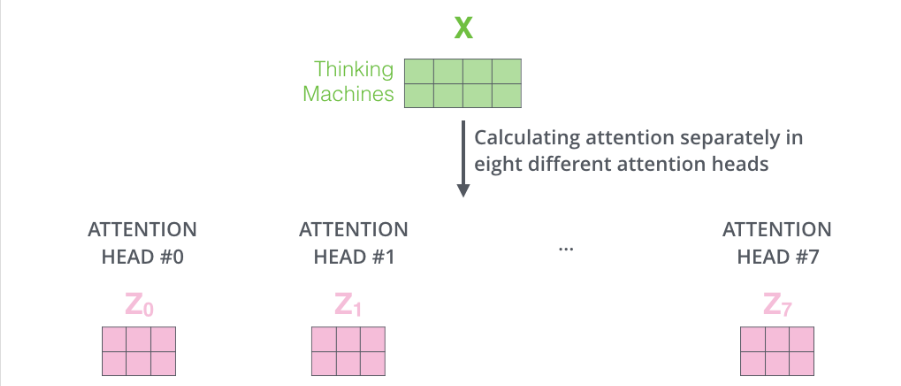 X
Thinking
Machines
Calculating attention separately in
eight different attention heads
ATTENTION
HEAD #0
ATTENTION
HEAD #1
...
ATTENTION
HEAD #7
Z₀
Z₁
Z₇